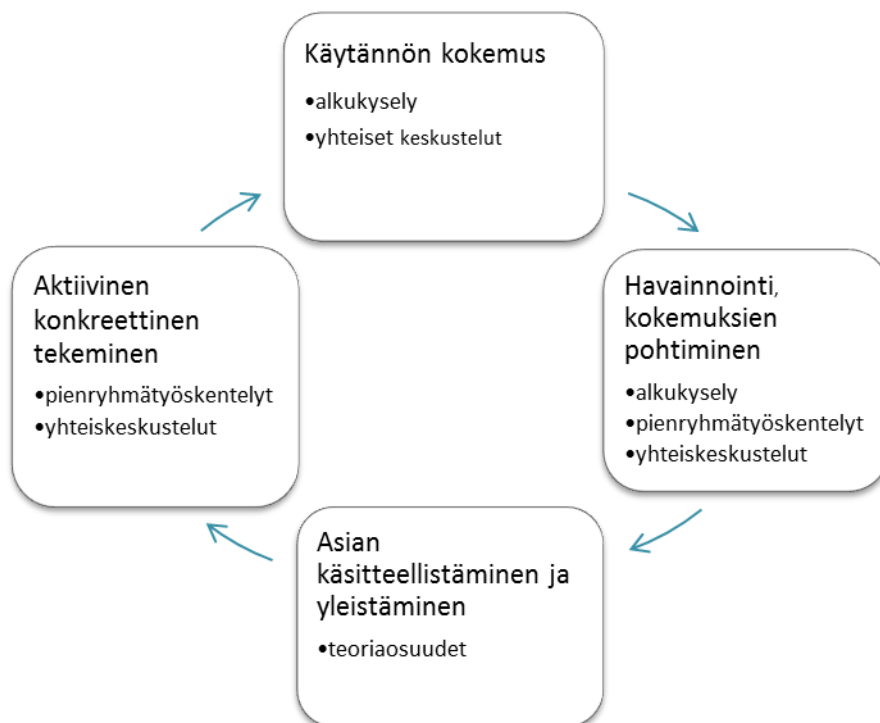 Käytännön kokemus
•alkukysely
•yhteiset keskustelut
Havainnointi,
kokemuksien
pohtiminen
•alkukysely
•pienryhmätyöskentelyt
•yhteiskeskustelut
Asian
käsitteellistäminen ja
yleistäminen
•teoriaosuudet
Aktiivinen
konkreettinen
tekeminen
•pienryhmätyöskentelyt
•yhteiskeskustelut